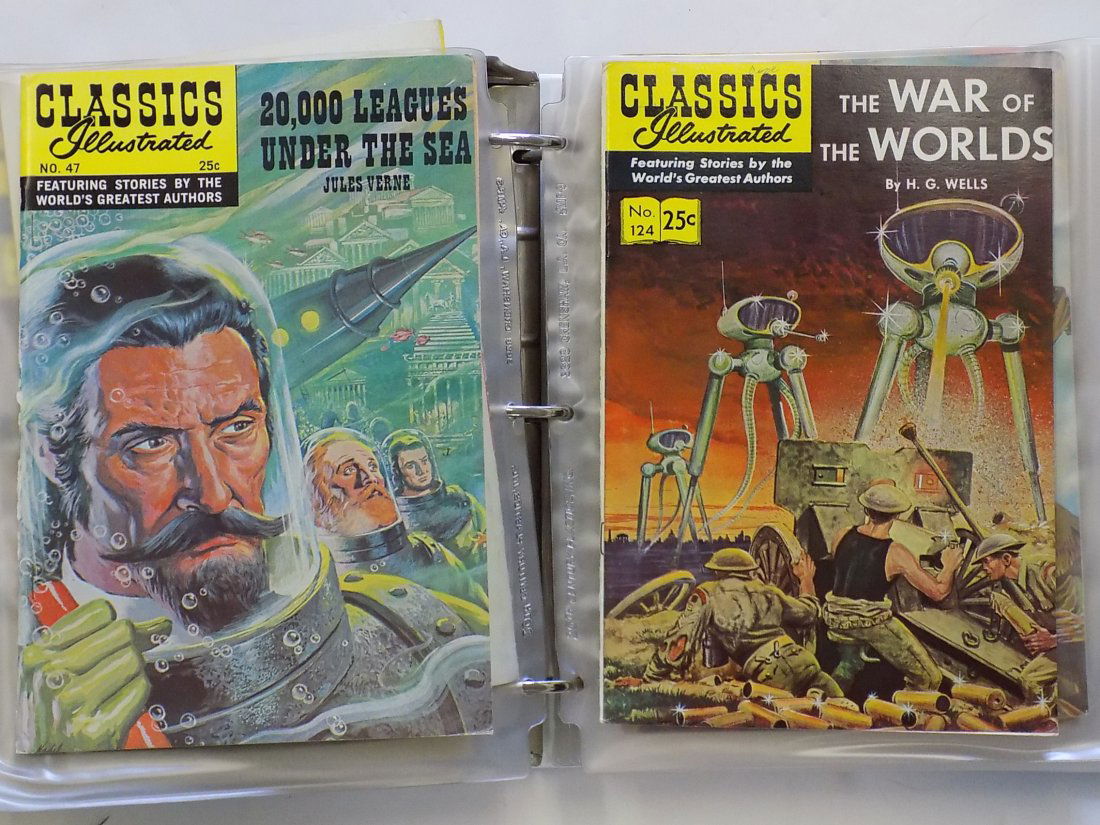 CLASSICS
Illustrated
NO. 47 25c
FEATURING STORIES BY THE
WORLD'S GREATEST AUTHORS
20,000 LEAGUES
UNDER THE SEA
JULES VERNE
CLASSICS
Illustrated
Featuring Stories by the
World's Greatest Authors
No.
124
25c
THE WAR OF
THE WORLDS
By H. G. WELLS